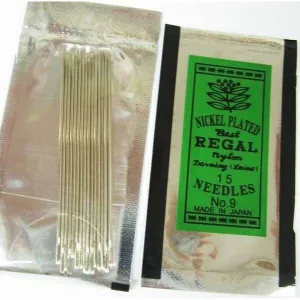 NICKEL PLATED
Best
REGAL
Nylon
Darning (Laine)
15
NEEDLES
No.9
MADE IN JAPAN